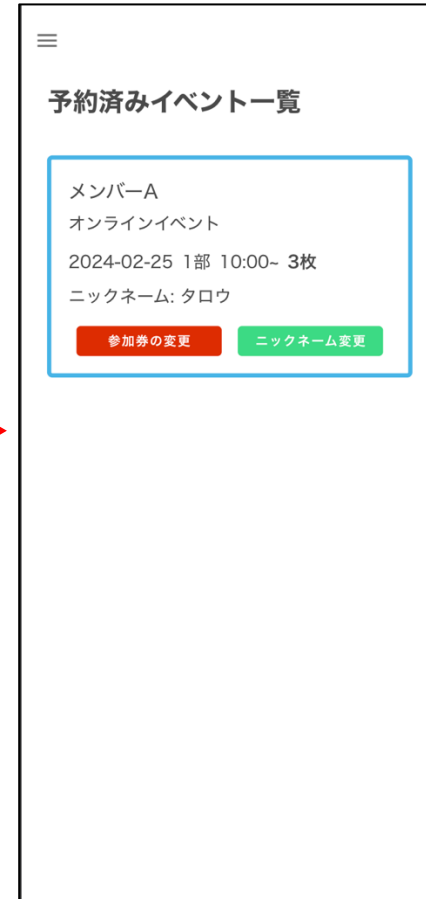 予約済みイベント一覧
メンバーA
オンラインイベント
2024-02-25 1部 10:00~ 3枚
ニックネーム: タロウ
参加券の変更 ニックネーム変更